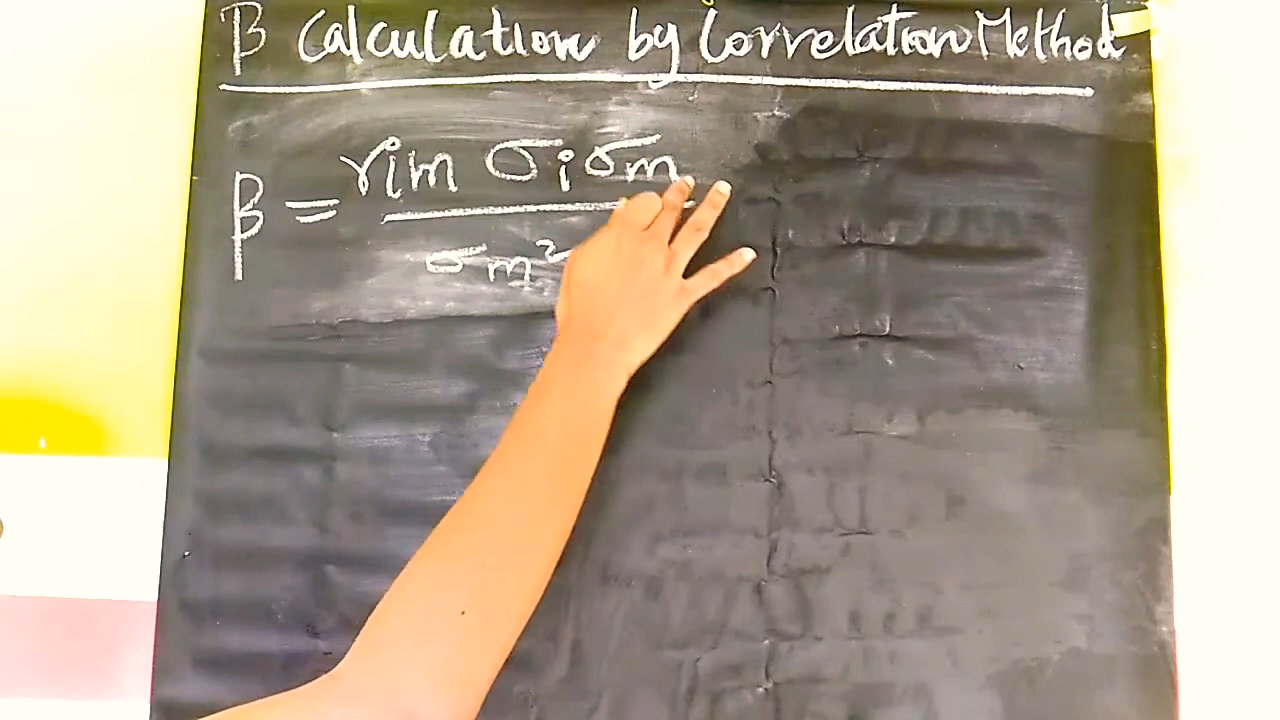 β Calculation by Correlation Method
β = rim σi σm
σm²